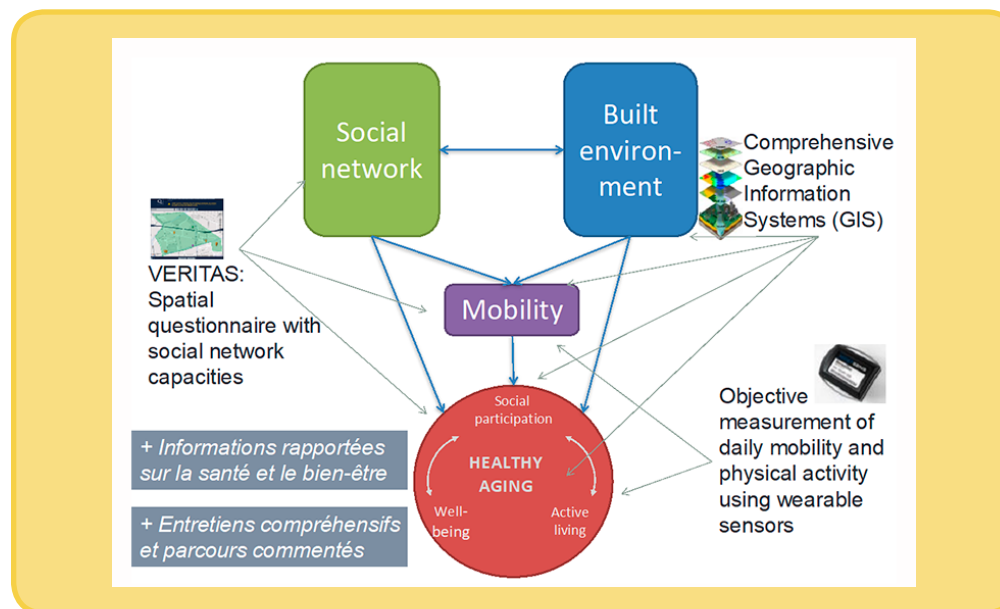 Social
network
Built
environ-
ment
Comprehensive
Geographic
Information
Systems (GIS)
VERITAS:
Spatial
questionnaire with
social network
capacities
Mobility
Objective
measurement of
daily mobility and
physical activity
using wearable
sensors
Social
participation
HEALTHY
AGING
Well-
being
Active
living
+ Informations rapportées
sur la santé et le bien-être
+ Entretiens compréhensifs
et parcours commentés